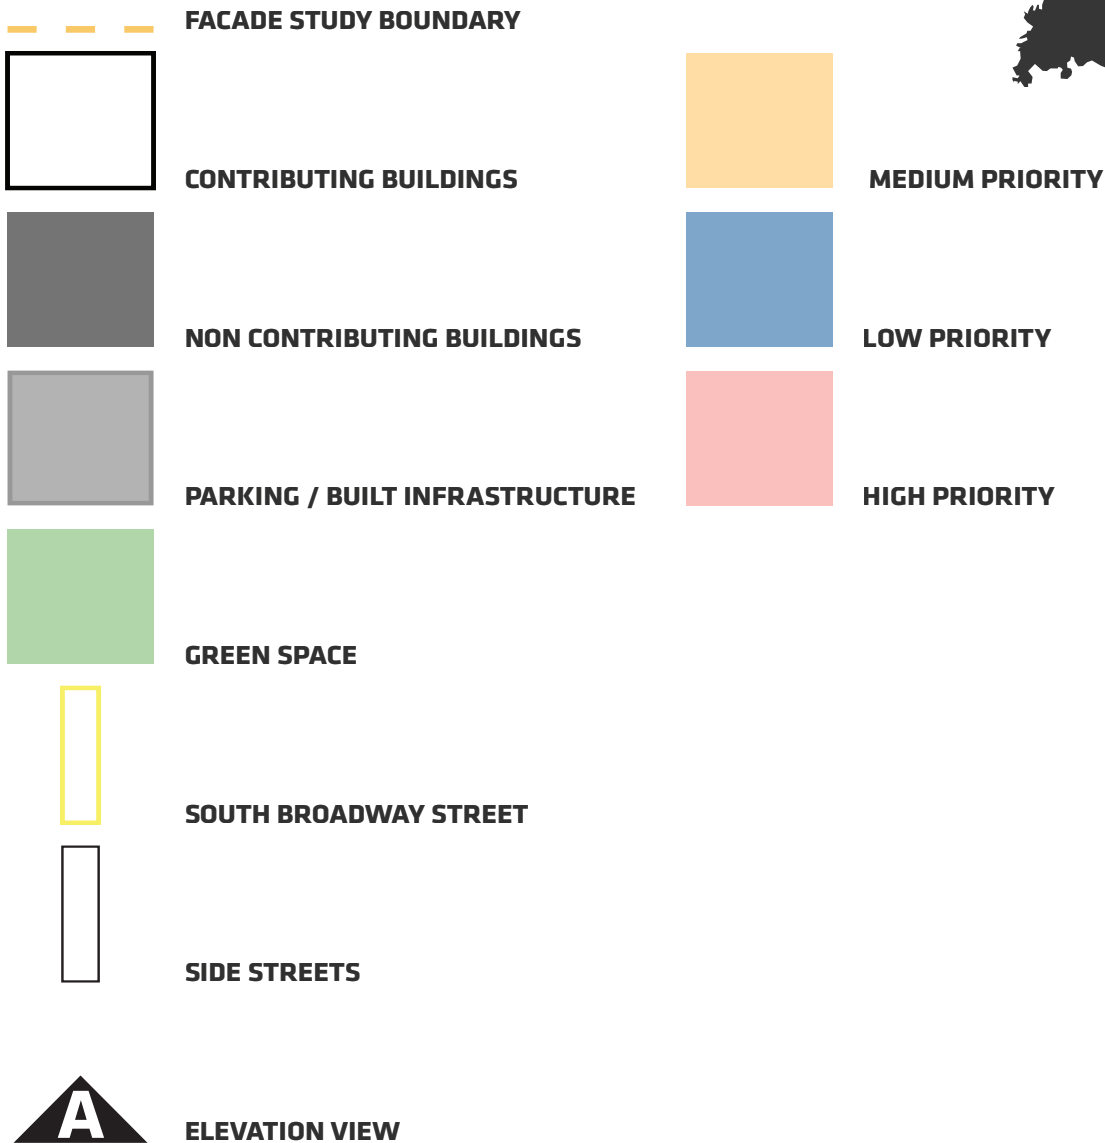 FACADE STUDY BOUNDARY
CONTRIBUTING BUILDINGS
NON CONTRIBUTING BUILDINGS
PARKING / BUILT INFRASTRUCTURE
GREEN SPACE
SOUTH BROADWAY STREET
SIDE STREETS
A
ELEVATION VIEW
MEDIUM PRIORITY
LOW PRIORITY
HIGH PRIORITY